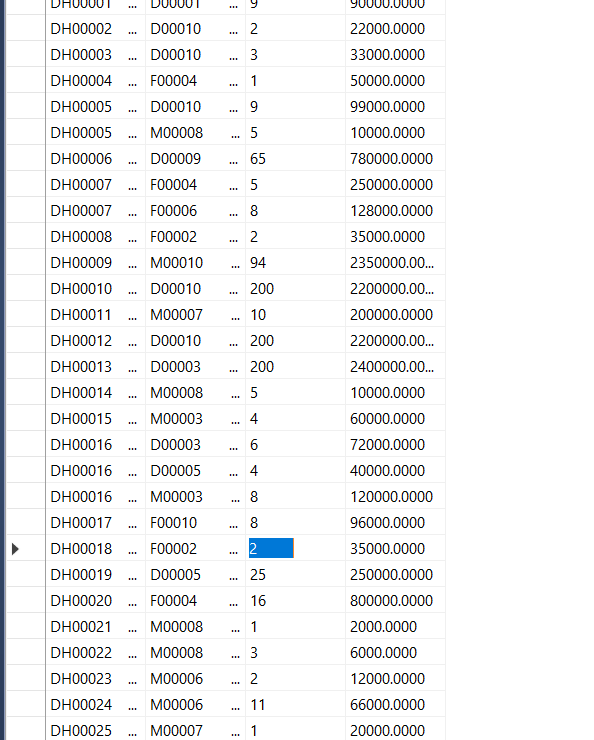 DH00001 ... D00001 ... 9 90000.0000
DH00002 ... D00010 ... 2 22000.0000
DH00003 ... D00010 ... 3 33000.0000
DH00004 ... F00004 ... 1 50000.0000
DH00005 ... D00010 ... 9 99000.0000
DH00005 ... M00008 ... 5 10000.0000
DH00006 ... D00009 ... 65 780000.0000
DH00007 ... F00004 ... 5 250000.0000
DH00007 ... F00006 ... 8 128000.0000
DH00008 ... F00002 ... 2 35000.0000
DH00009 ... M00010 ... 94 2350000.00...
DH00010 ... D00010 ... 200 2200000.00...
DH00011 ... M00007 ... 10 200000.0000
DH00012 ... D00010 ... 200 2200000.00...
DH00013 ... D00003 ... 200 2400000.00...
DH00014 ... M00008 ... 5 10000.0000
DH00015 ... M00003 ... 4 60000.0000
DH00016 ... D00003 ... 6 72000.0000
DH00016 ... D00005 ... 4 40000.0000
DH00016 ... M00003 ... 8 120000.0000
DH00017 ... F00010 ... 8 96000.0000
DH00018 ... F00002 ... 2 35000.0000
DH00019 ... D00005 ... 25 250000.0000
DH00020 ... F00004 ... 16 800000.0000
DH00021 ... M00008 ... 1 2000.0000
DH00022 ... M00008 ... 3 6000.0000
DH00023 ... M00006 ... 2 12000.0000
DH00024 ... M00006 ... 11 66000.0000
DH00025 ... M00007 ... 1 20000.0000